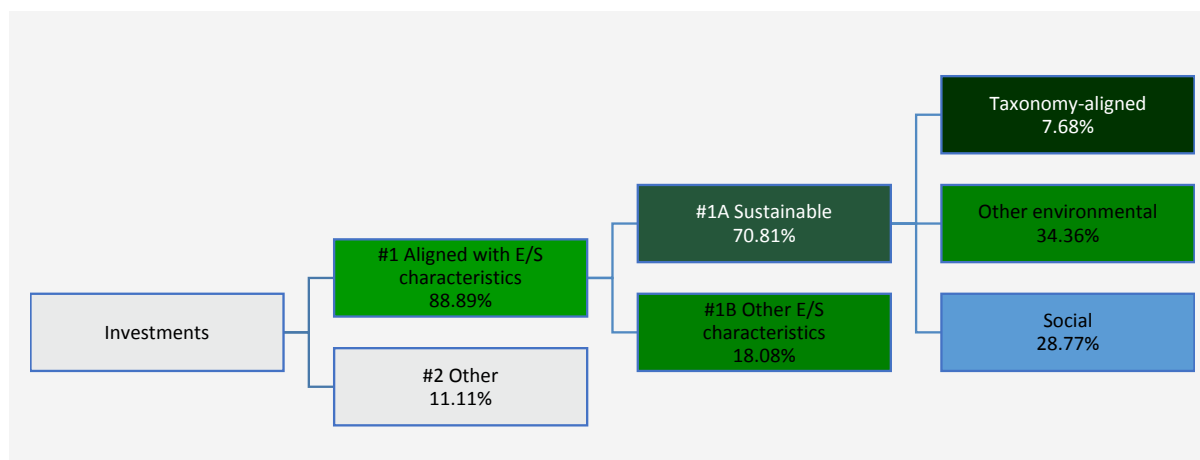 Investments
#1 Aligned with E/S
characteristics
88.89%
#2 Other
11.11%
#1A Sustainable
70.81%
#1B Other E/S
characteristics
18.08%
Taxonomy-aligned
7.68%
Other environmental
34.36%
Social
28.77%